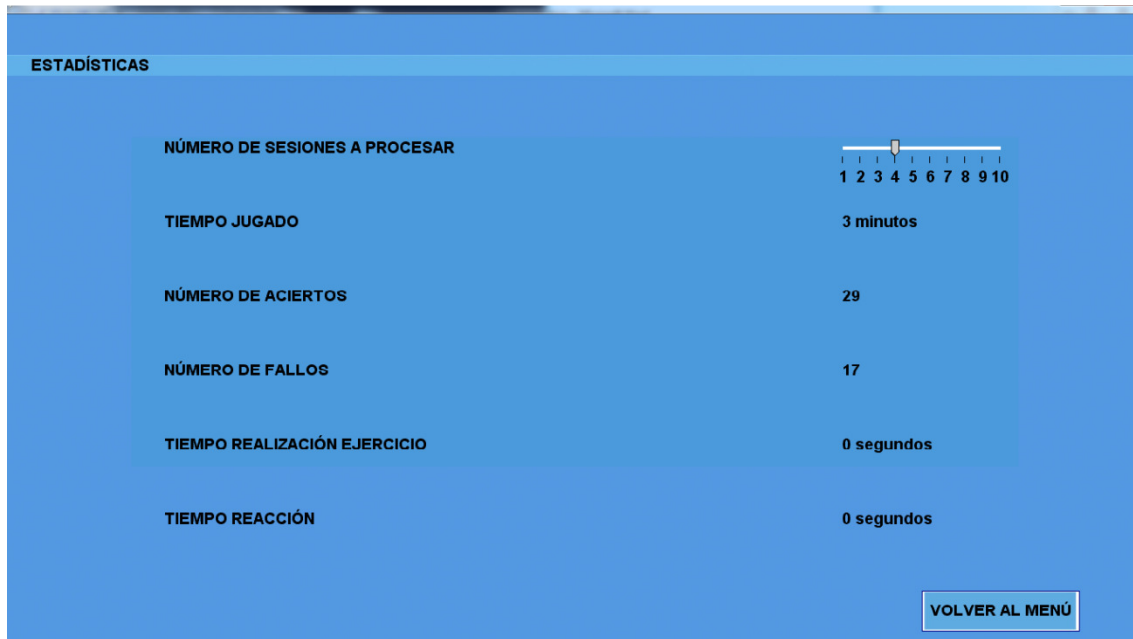 ESTADÍSTICAS
NÚMERO DE SESIONES A PROCESAR
1 2 3 4 5 6 7 8 9 10
TIEMPO JUGADO 3 minutos
NÚMERO DE ACIERTOS 29
NÚMERO DE FALLOS 17
TIEMPO REALIZACIÓN EJERCICIO 0 segundos
TIEMPO REACCIÓN 0 segundos
VOLVER AL MENÚ